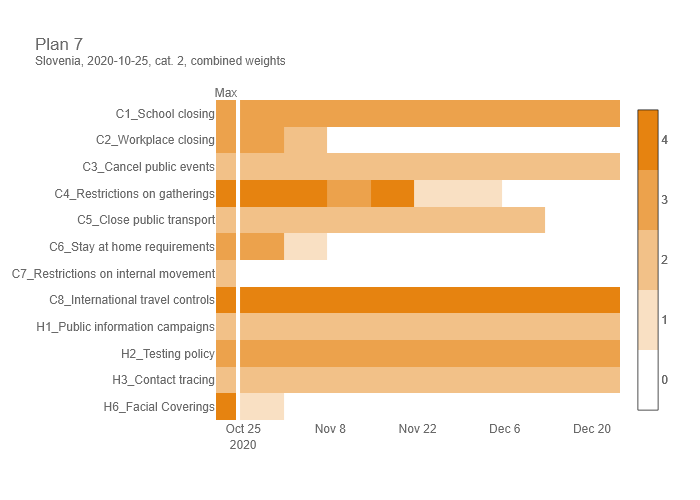 Plan 7
Slovenia, 2020-10-25, cat. 2, combined weights
Max
C1_School closing
C2_Workplace closing
C3_Cancel public events
C4_Restrictions on gatherings
C5_Close public transport
C6_Stay at home requirements
C7_Restrictions on internal movement
C8_International travel controls
H1_Public information campaigns
H2_Testing policy
H3_Contact tracing
H6_Facial Coverings
4
3
2
1
0
Oct 25 Nov 8 Nov 22 Dec 6 Dec 20
2020